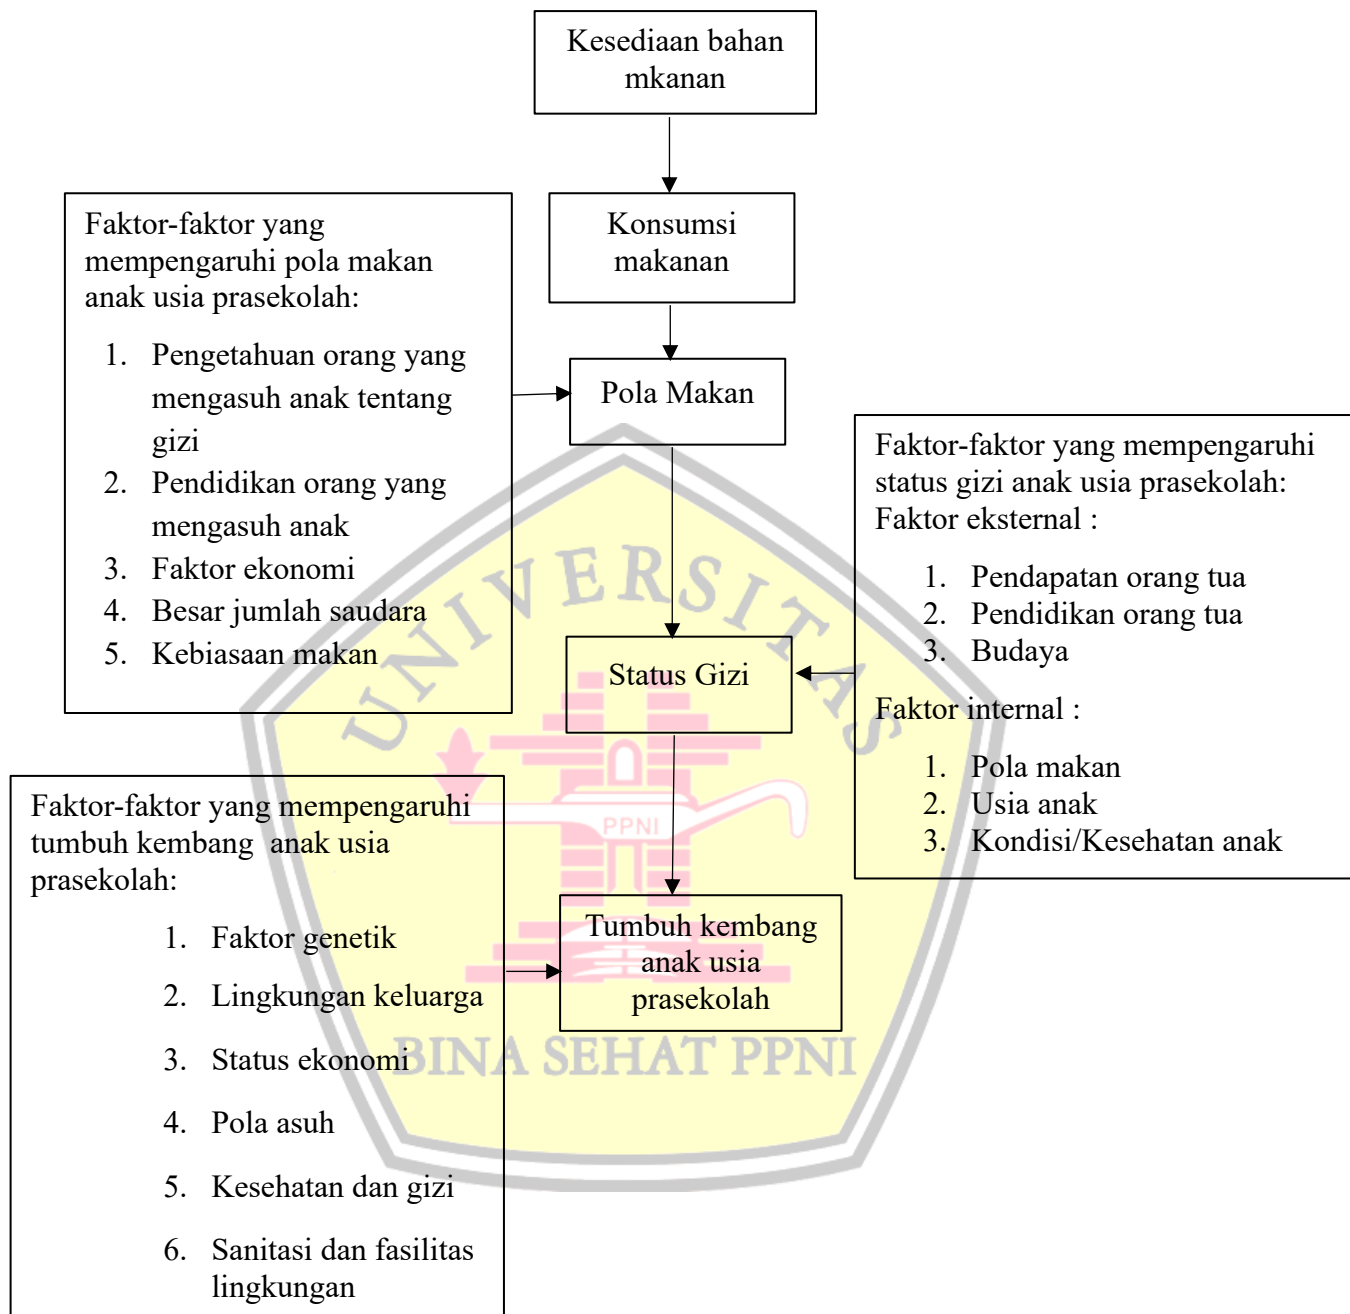 Kesediaan bahan
mkanan
Konsumsi
makanan
Faktor-faktor yang
mempengaruhi pola makan
anak usia prasekolah:
1. Pengetahuan orang yang
mengasuh anak tentang
gizi
2. Pendidikan orang yang
mengasuh anak
3. Faktor ekonomi
4. Besar jumlah saudara
5. Kebiasaan makan
Pola Makan
Faktor-faktor yang mempengaruhi
status gizi anak usia prasekolah:
Faktor eksternal :
1. Pendapatan orang tua
2. Pendidikan orang tua
3. Budaya
Faktor internal :
1. Pola makan
2. Usia anak
3. Kondisi/Kesehatan anak
UNIVERSITAS
Status Gizi
PPNI
Faktor-faktor yang mempengaruhi
tumbuh kembang  anak usia
prasekolah:
1. Faktor genetik
2. Lingkungan keluarga
3. Status ekonomi
4. Pola asuh
5. Kesehatan dan gizi
6. Sanitasi dan fasilitas
lingkungan
Tumbuh kembang
anak usia
prasekolah
BINA SEHAT PPNI